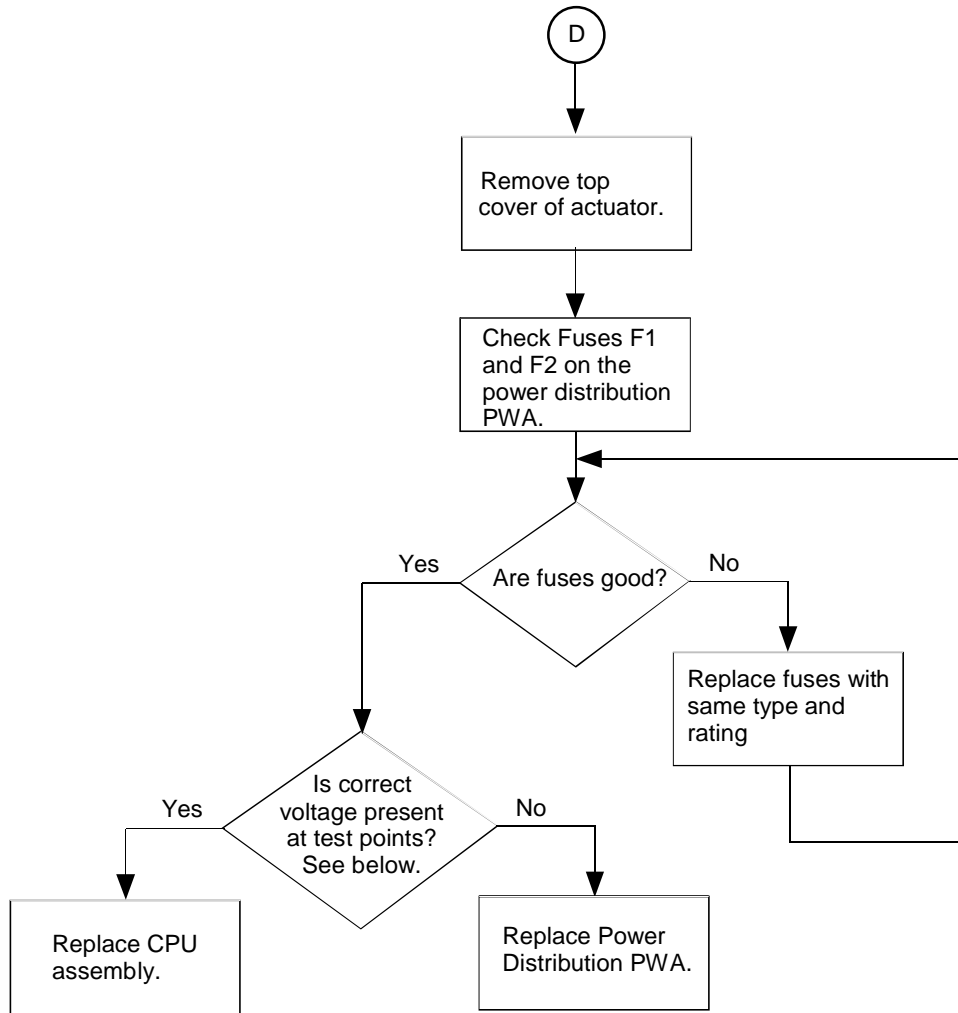 D
Remove top
cover of actuator.
Check Fuses F1
and F2 on the
power distribution
PWA.
Yes
No
Are fuses good?
Replace fuses with
same type and
rating
Is correct
voltage present
at test points?
See below.
Yes
No
Replace CPU
assembly.
Replace Power
Distribution PWA.